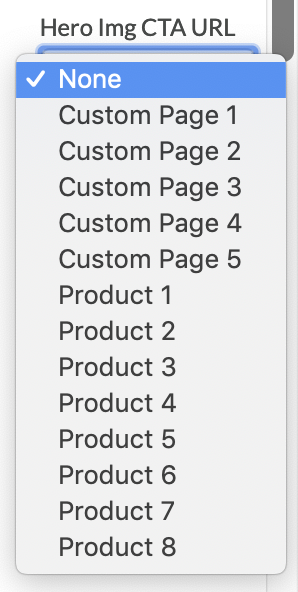 Hero Img CTA URL
✓ None
Custom Page 1
Custom Page 2
Custom Page 3
Custom Page 4
Custom Page 5
Product 1
Product 2
Product 3
Product 4
Product 5
Product 6
Product 7
Product 8